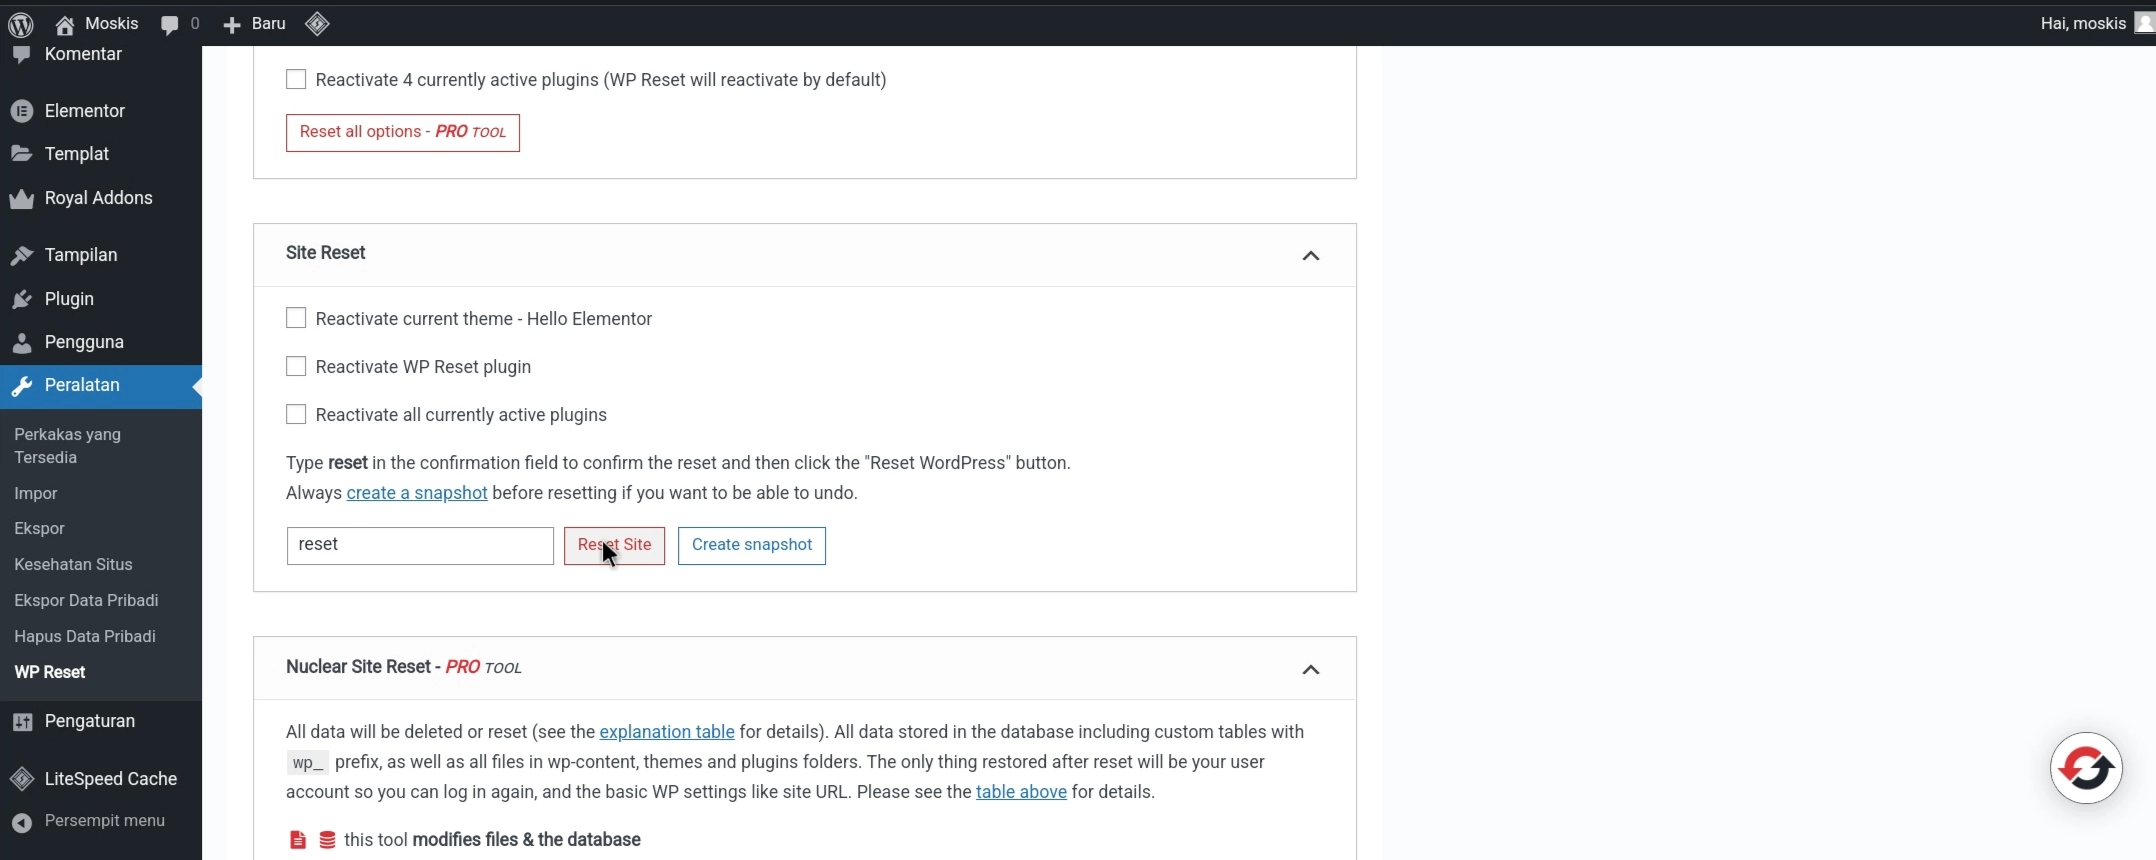 Moskis
0
Baru
Hai, moskis
Komentar
Elementor
Templat
Royal Addons
Tampilan
Plugin
Pengguna
Peralatan
Perkakas yang
Tersedia
Impor
Ekspor
Kesehatan Situs
Ekspor Data Pribadi
Hapus Data Pribadi
WP Reset
Pengaturan
LiteSpeed Cache
Persempit menu
Reactivate 4 currently active plugins (WP Reset will reactivate by default)
Reset all options - PRO TOOL
Site Reset
Reactivate current theme - Hello Elementor
Reactivate WP Reset plugin
Reactivate all currently active plugins
Type reset in the confirmation field to confirm the reset and then click the "Reset WordPress" button.
Always create a snapshot before resetting if you want to be able to undo.
reset
Reset Site
Create snapshot
Nuclear Site Reset - PRO TOOL
All data will be deleted or reset (see the explanation table for details). All data stored in the database including custom tables with
wp_ prefix, as well as all files in wp-content, themes and plugins folders. The only thing restored after reset will be your user
account so you can log in again, and the basic WP settings like site URL. Please see the table above for details.
this tool modifies files & the database